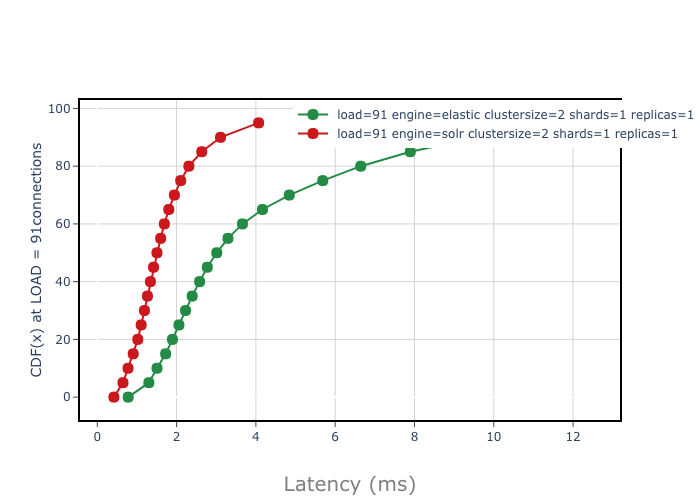 load=91 engine=elastic clustersize=2 shards=1 replicas=1
load=91 engine=solr clustersize=2 shards=1 replicas=1
CDF(x) at LOAD = 91connections
100
80
60
40
20
0
0 2 4 6 8 10 12
Latency (ms)